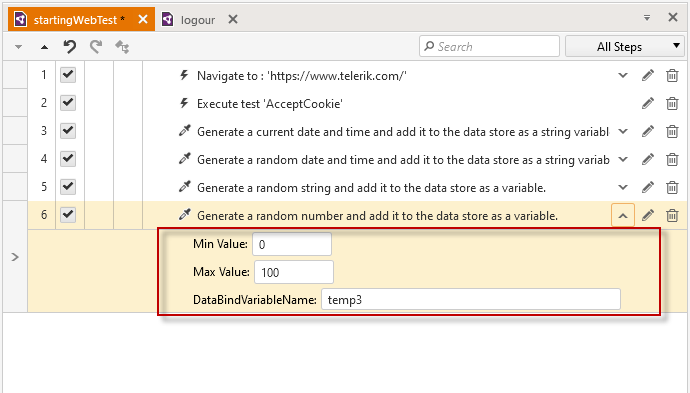 startingWebTest * logour
Search All Steps
1 Navigate to : 'https://www.telerik.com/'
2 Execute test 'AcceptCookie'
3 Generate a current date and time and add it to the data store as a string variabl
4 Generate a random date and time and add it to the data store as a string variab
5 Generate a random string and add it to the data store as a variable.
6 Generate a random number and add it to the data store as a variable.
Min Value: 0
Max Value: 100
DataBindVariableName: temp3